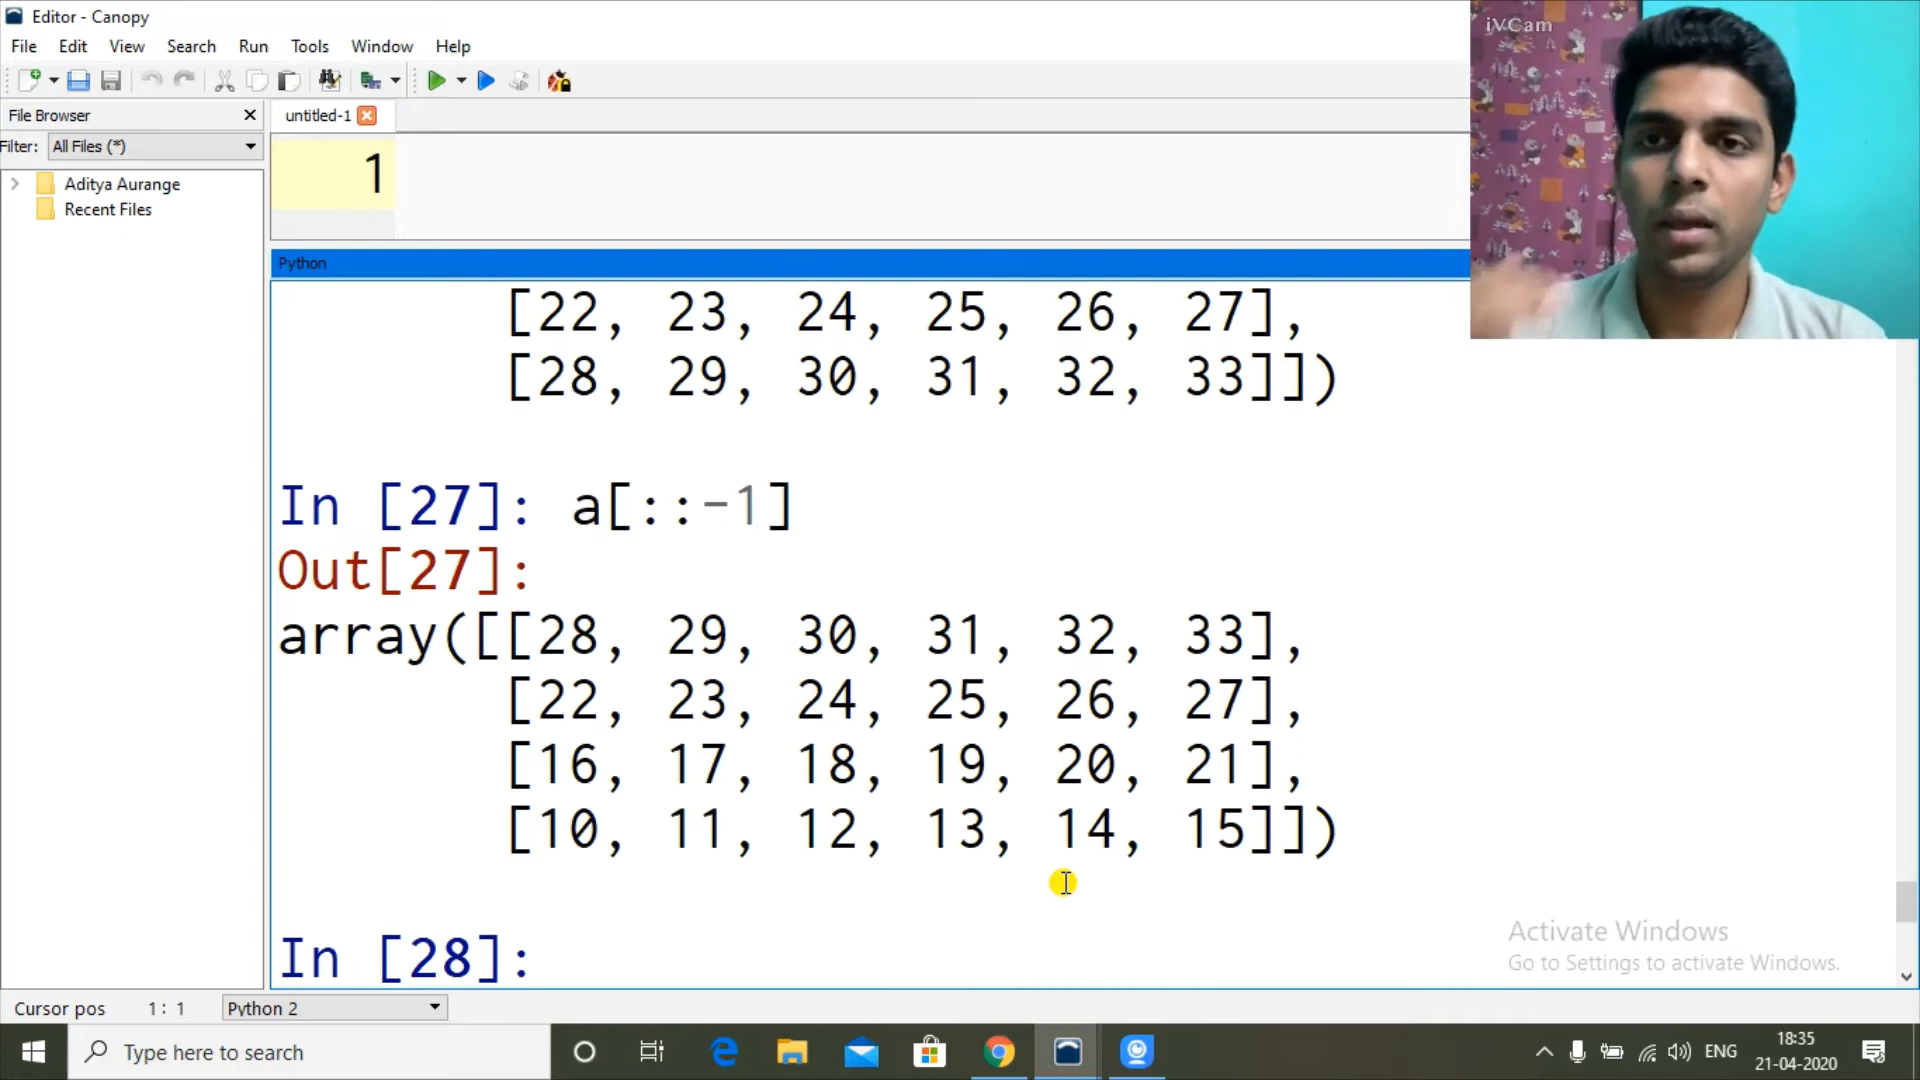 Editor - Canopy
File Edit View Search Run Tools Window Help
iVCam
File Browser
untitled-1
Filter: All Files (*)
1
Aditya Aurange
Recent Files
Python
[22, 23, 24, 25, 26, 27],
[28, 29, 30, 31, 32, 33]])
In [27]: a[::-1]
Out[27]:
array([[28, 29, 30, 31, 32, 33],
[22, 23, 24, 25, 26, 27],
[16, 17, 18, 19, 20, 21],
[10, 11, 12, 13, 14, 15]])
In [28]:
Activate Windows
Go to Settings to activate Windows.
Cursor pos 1: 1 Python 2
Type here to search
ENG
18:35
21-04-2020